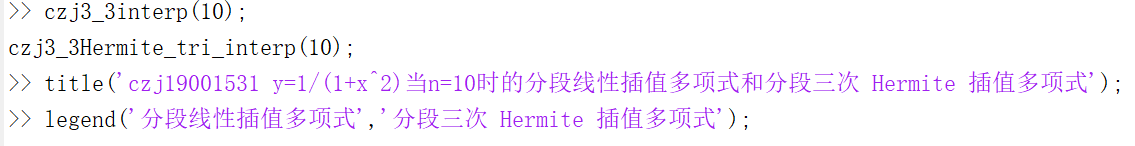 >> czj3_3interp(10);
czj3_3Hermite_tri_interp(10);
>> title('czj19001531 y=1/(1+x^2)当n=10时的分段线性插值多项式和分段三次 Hermite 插值多项式');
>> legend('分段线性插值多项式','分段三次 Hermite 插值多项式');